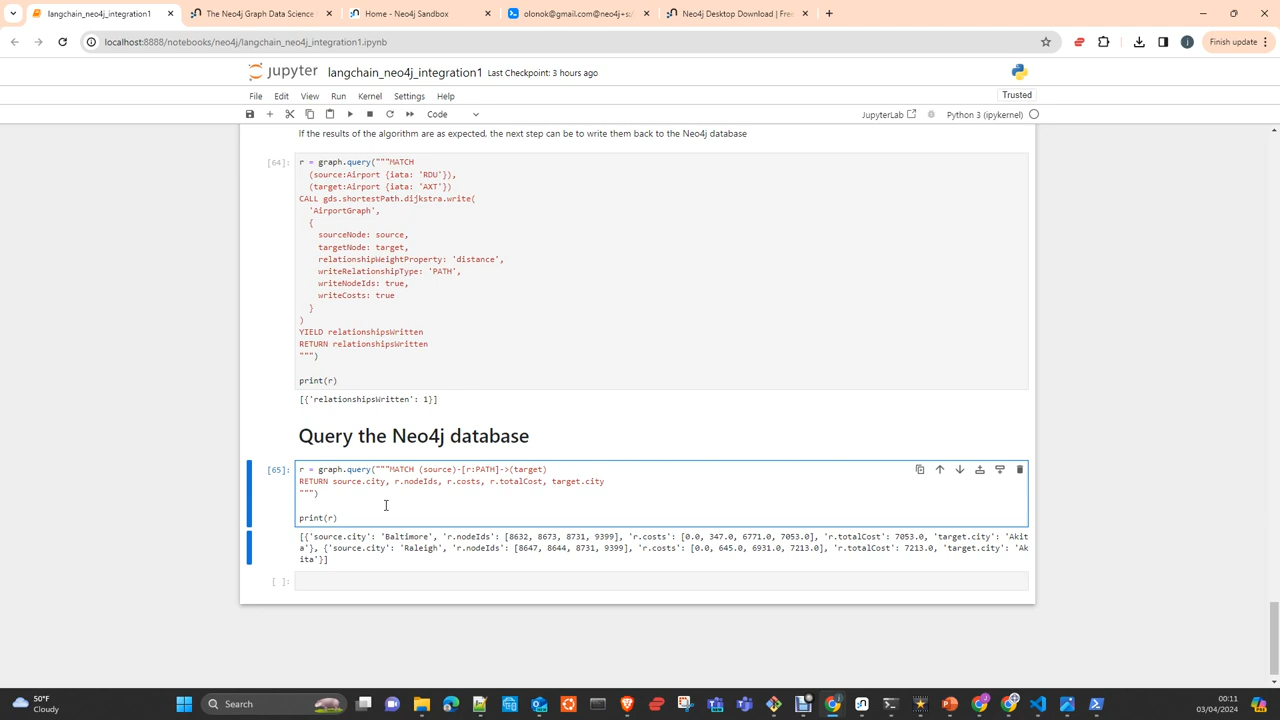 langchain_neo4j_integration1
The Neo4j Graph Data Science
Home - Neo4j Sandbox
olonok@gmail.com@neo4j+s:/
Neo4j Desktop Download | Free
localhost:8888/notebooks/neo4j/langchain_neo4j_integration1.ipynb
Finish update
jupyter
langchain_neo4j_integration1 Last Checkpoint: 3 hours ago
File Edit View Run Kernel Settings Help
Trusted
Code
JupyterLab
Python 3 (ipykernel)
If the results of the algorithm are as expected. the next step can be to write them back to the Neo4j database
[64]:
r = graph.query("""MATCH
(source:Airport {iata: 'RDU'}),
(target:Airport {iata: 'AXT'})
CALL gds.shortestPath.dijkstra.write(
'AirportGraph',
{
sourceNode: source,
targetNode: target,
relationshipWeightProperty: 'distance',
writeRelationshipType: 'PATH',
writeNodeIds: true,
writeCosts: true
}
)
YIELD relationshipsWritten
RETURN relationshipsWritten
""")
print(r)
[{'relationshipsWritten': 1}]
Query the Neo4j database
[65]:
r = graph.query("""MATCH (source)-[r:PATH]->(target)
RETURN source.city, r.nodeIds, r.costs, r.totalCost, target.city
""")
print(r)
[{'source.city': 'Baltimore', 'r.nodeIds': [8632, 8673, 8731, 9399], 'r.costs': [0.0, 347.0, 6771.0, 7053.0], 'r.totalCost': 7053.0, 'target.city': 'Akit
a'}, {'source.city': 'Raleigh', 'r.nodeIds': [8647, 8644, 8731, 9399], 'r.costs': [0.0, 645.0, 6931.0, 7213.0], 'r.totalCost': 7213.0, 'target.city': 'Ak
ita'}]
[ ]:
50°F
Cloudy
Search
00:11
03/04/2024